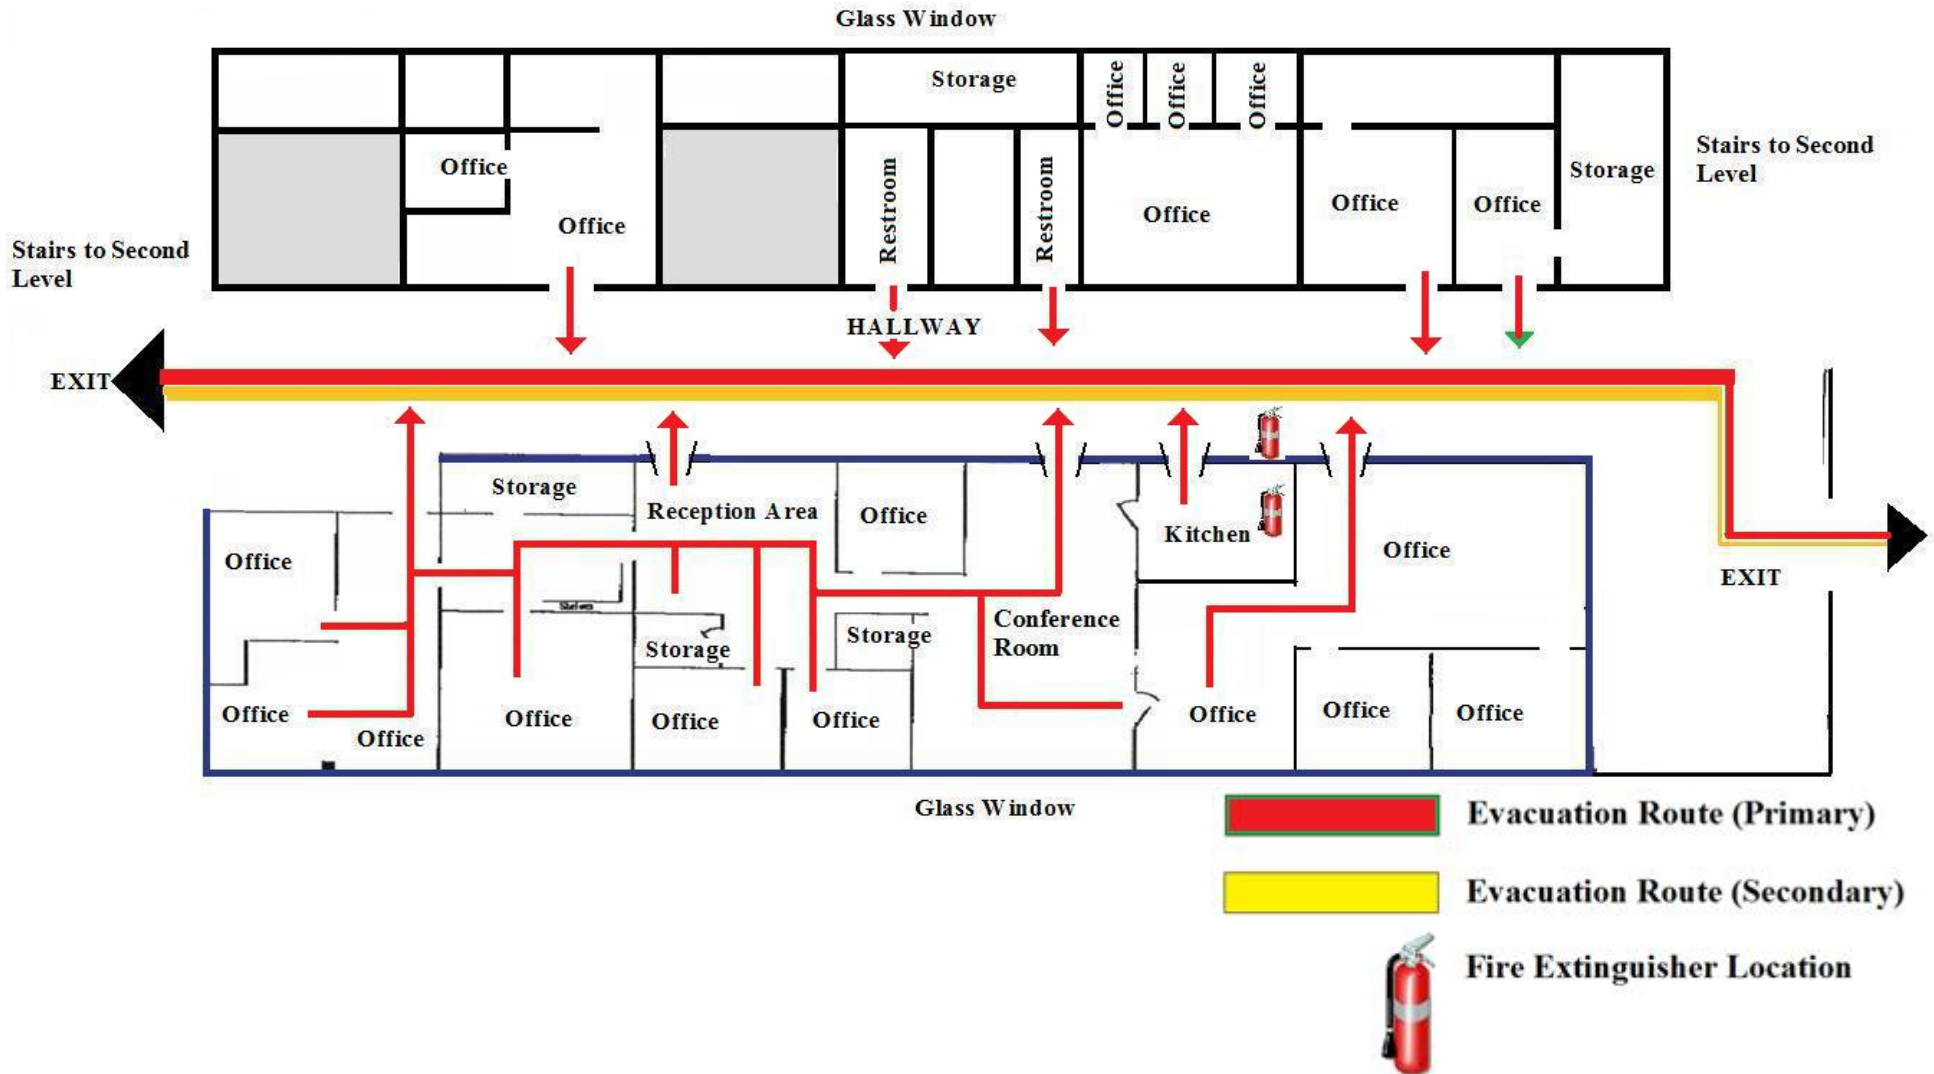 Glass Window
Storage
Office
Office
Office
Office
Office
Restroom
Restroom
Office
Office
Office
Storage
Stairs to Second
Level
Stairs to Second
Level
HALLWAY
EXIT
Storage
Reception Area
Office
Kitchen
Office
Office
EXIT
Shelves
Storage
Storage
Conference
Room
Office
Office
Office
Office
Office
Office
Office
Office
Glass Window
Evacuation Route (Primary)
Evacuation Route (Secondary)
Fire Extinguisher Location